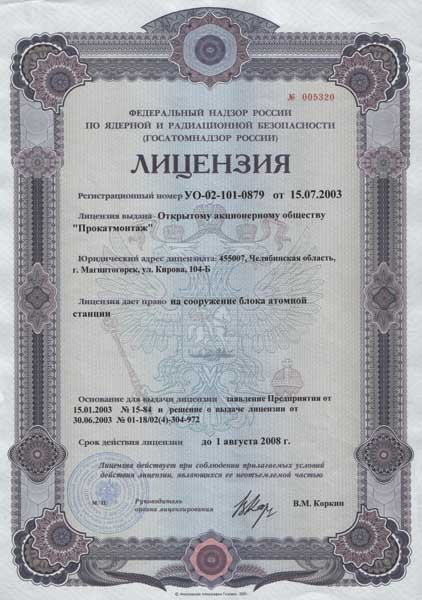 № 005320
ФЕДЕРАЛЬНЫЙ НАДЗОР РОССИИ
ПО ЯДЕРНОЙ И РАДИАЦИОННОЙ БЕЗОПАСНОСТИ
(ГОСАТОМНАДЗОР РОССИИ)
ЛИЦЕНЗИЯ
Регистрационный номер УО-02-101-0879 от 15.07.2003
Лицензия выдана Открытому акционерному обществу
"Прокатмонтаж"
Юридический адрес лицензиата: 455007, Челябинская область,
г. Магнитогорск, ул. Кирова, 104-Б
Лицензия дает право на сооружение блока атомной
станции
Основание для выдачи лицензии заявление Предприятия от
15.01.2003 № 15-84 и решение о выдаче лицензии от
30.06.2003 № 01-18/02(4)-304-972
Срок действия лицензии до 1 августа 2008 г.
Лицензия действует при соблюдении прилагаемых условий
действия лицензии, являющихся ее неотъемлемой частью
М.П.
Руководитель
органа лицензирования
В.М. Коркин